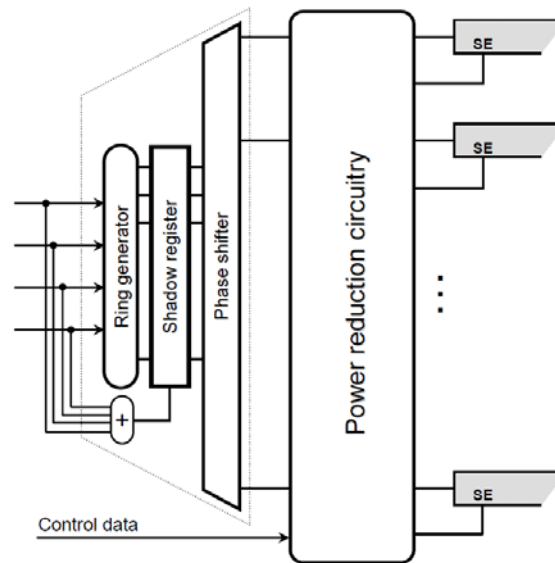 SE
SE
Ring generator
Shadow register
Phase shifter
Power reduction circuitry
...
+
SE
Control data